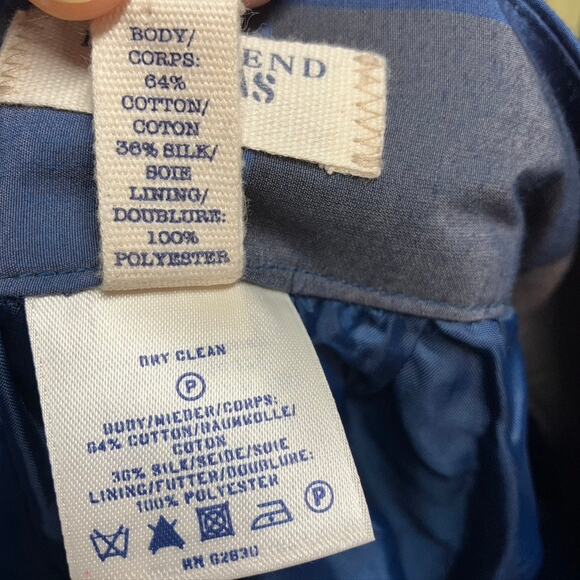 BODY/
CORPS:
64%
COTTON/
COTON
36% SILK/
SOIE
LINING/
DOUBLURE:
100%
POLYESTER
END
AS
DRY CLEAN
P
BODY/MIEDER/CORPS:
64% COTTON/BAUMWOLLE/
COTON
36% SILK/SEIDE/SOIE
LINING/FUTTER/DOUBLURE:
100% POLYESTER
P
RN 62830